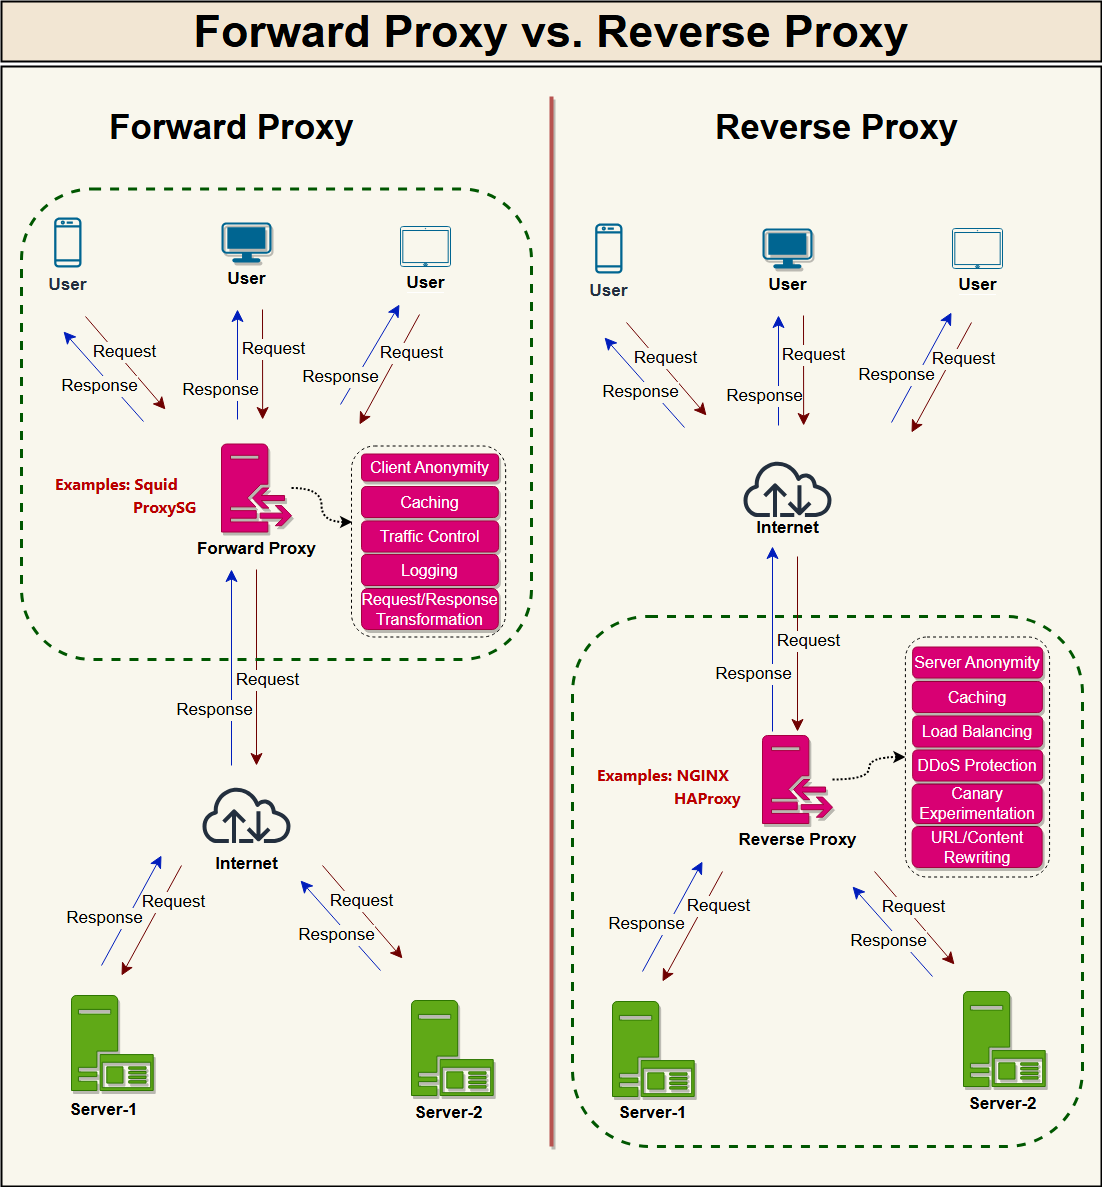 Forward Proxy vs. Reverse Proxy
Forward Proxy
User
User
User
Request
Response
Request
Response
Request
Response
Examples: Squid
ProxySG
Forward Proxy
Client Anonymity
Caching
Traffic Control
Logging
Request/Response
Transformation
Request
Response
Internet
Request
Response
Request
Response
Server-1
Server-2
Reverse Proxy
User
User
User
Request
Response
Request
Response
Request
Response
Internet
Request
Response
Examples: NGINX
HAProxy
Reverse Proxy
Server Anonymity
Caching
Load Balancing
DDoS Protection
Canary
Experimentation
URL/Content
Rewriting
Request
Response
Request
Response
Server-1
Server-2